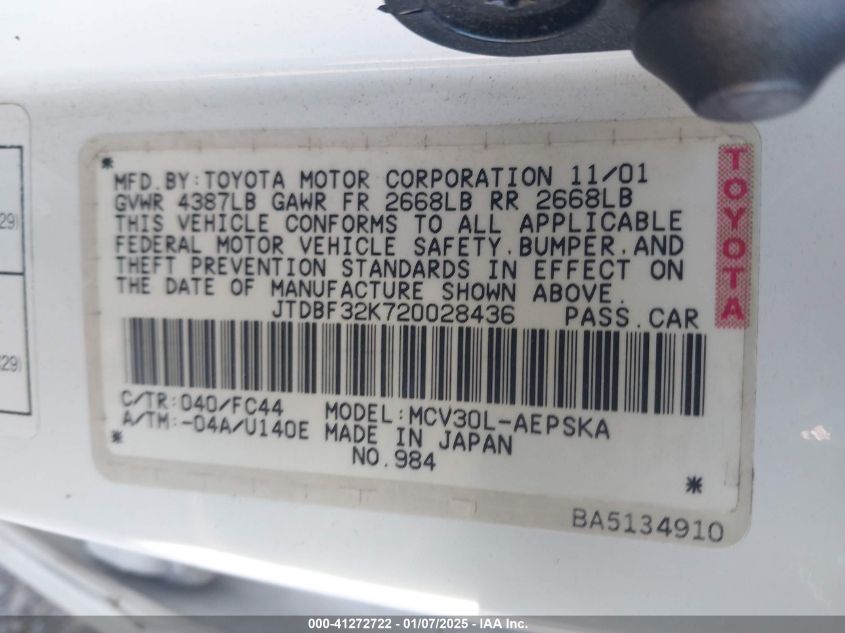 MFD.BY:TOYOTA MOTOR CORPORATION 11/01
GVWR 4387LB GAWR FR 2668LB RR 2668LB
THIS VEHICLE CONFORMS TO ALL APPLICABLE
FEDERAL MOTOR VEHICLE SAFETY,BUMPER,AND
THEFT PREVENTION STANDARDS IN EFFECT ON
THE DATE OF MANUFACTURE SHOWN ABOVE.
JTDBF32K720028436 PASS.CAR
C/TR:040/FC44 MODEL:MCV30L-AEPSKA
A/TM:-04A/U140E MADE IN JAPAN
NO.984
BA5134910
TOYOTA
29)
000-41272722 - 01/07/2025 - IAA Inc.